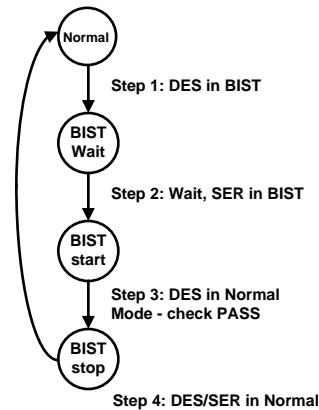 Normal
Step 1: DES in BIST
BIST
Wait
Step 2: Wait, SER in BIST
BIST
start
Step 3: DES in Normal
Mode - check PASS
BIST
stop
Step 4: DES/SER in Normal